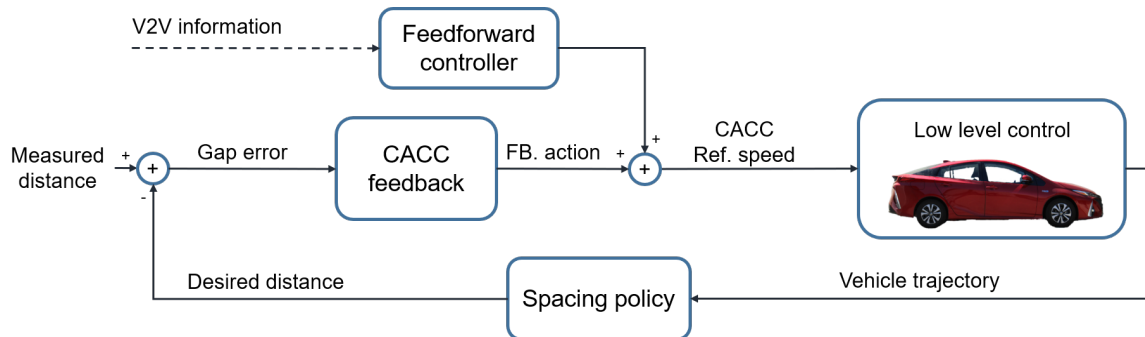 V2V information
Feedforward
controller
Measured
distance
+
-
+
Gap error
CACC
feedback
FB. action
+
+
+
CACC
Ref. speed
Low level control
Desired distance
Spacing policy
Vehicle trajectory